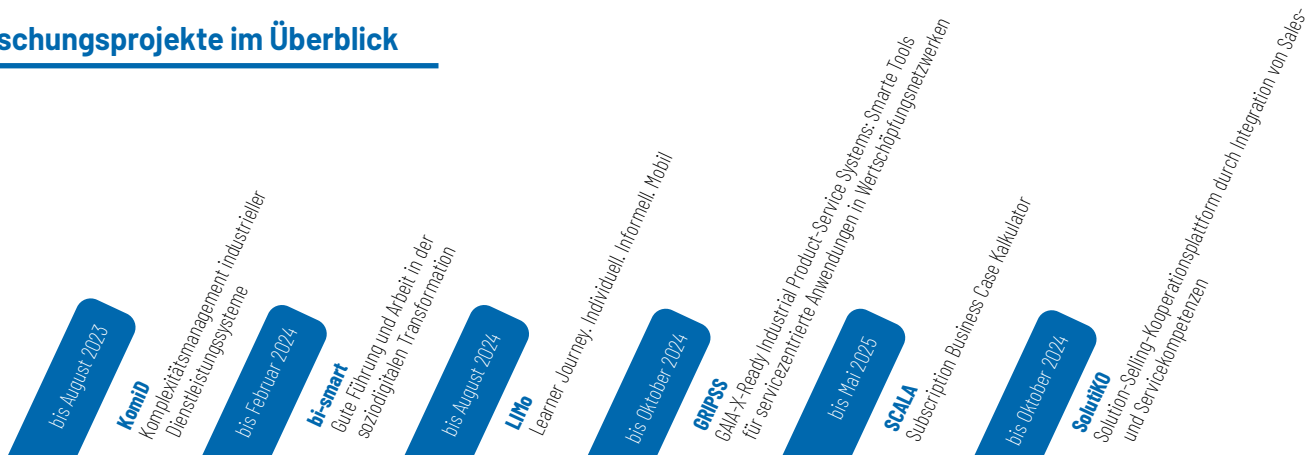 schungsprojekte im Überblick
bis August 2023
KomiD
Komplexitätsmanagement industrieller
Dienstleistungssysteme
bis Februar 2024
bi-smart
Gute Führung und Arbeit in der
soziodigitalen Transformation
bis August 2024
LIMo
Learner Journey. Individuell. Informell. Mobil
bis Oktober 2024
GRIPSS
GAIA-X-Ready Industrial Product-Service Systems: Smarte Tools
für servicezentrierte Anwendungen in Wertschöpfungsnetzwerken
bis Mai 2025
SCALA
Subscription Business Case Kalkulator
bis Oktober 2024
SolutiKO
Solution-Selling-Kooperationsplattform durch Integration von Sales-
und Servicekompetenzen